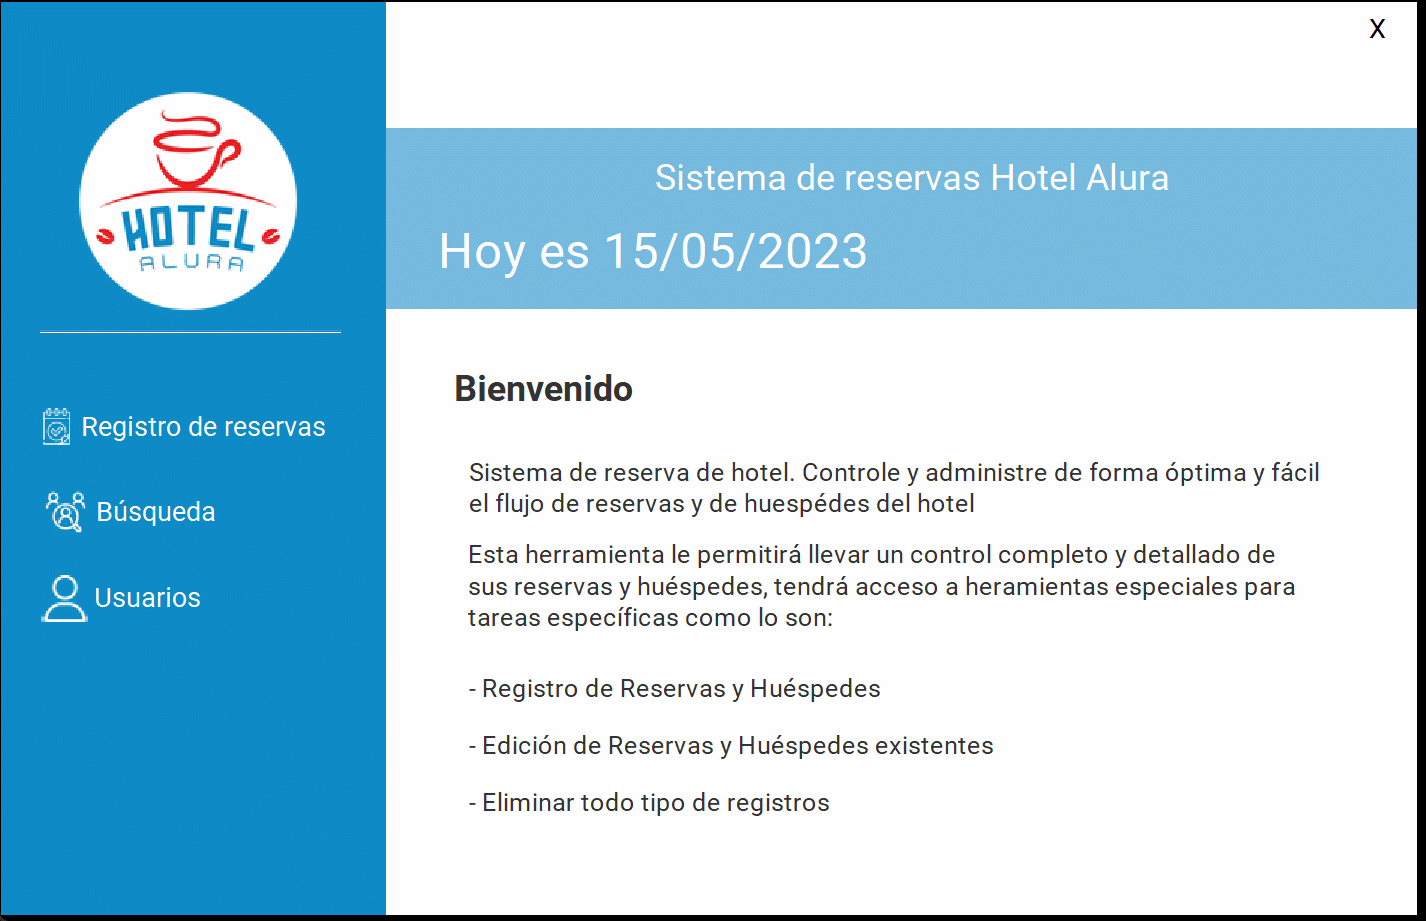 X
HOTEL
ALURA
Registro de reservas
Búsqueda
Usuarios
Sistema de reservas Hotel Alura
Hoy es 15/05/2023
Bienvenido
Sistema de reserva de hotel. Controle y administre de forma óptima y fácil
el flujo de reservas y de huespédes del hotel
Esta herramienta le permitirá llevar un control completo y detallado de
sus reservas y huéspedes, tendrá acceso a heramientas especiales para
tareas específicas como lo son:
- Registro de Reservas y Huéspedes
- Edición de Reservas y Huéspedes existentes
- Eliminar todo tipo de registros